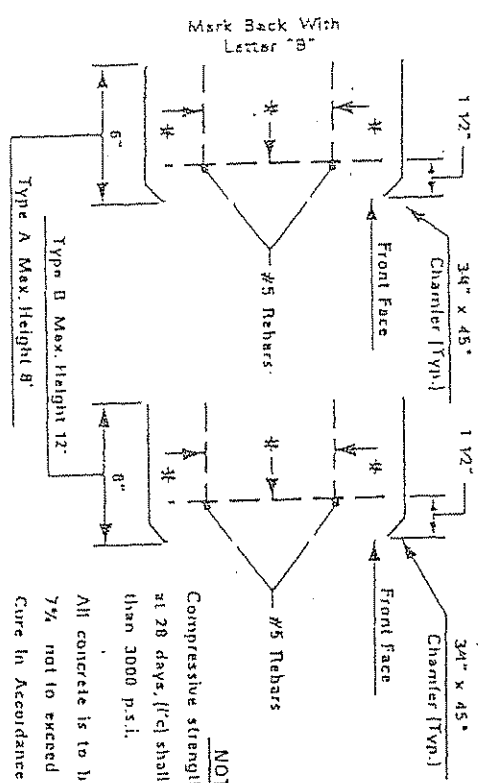 Mark Back With
Letter "B"
1 1/2"
3/4" x 45°
Chamfer (Typ.)
Front Face
#5 Rebars
6"
Type A Max. Height 8'
Type B Max. Height 12'
1 1/2"
3/4" x 45°
Chamfer (Typ.)
Front Face
#5 Rebars
8"
NOT
Compressive strengt
at 28 days, (f'c) shall
than 3000 p.s.i.
All concrete is to h
7% not to exceed
Cure In Accordance